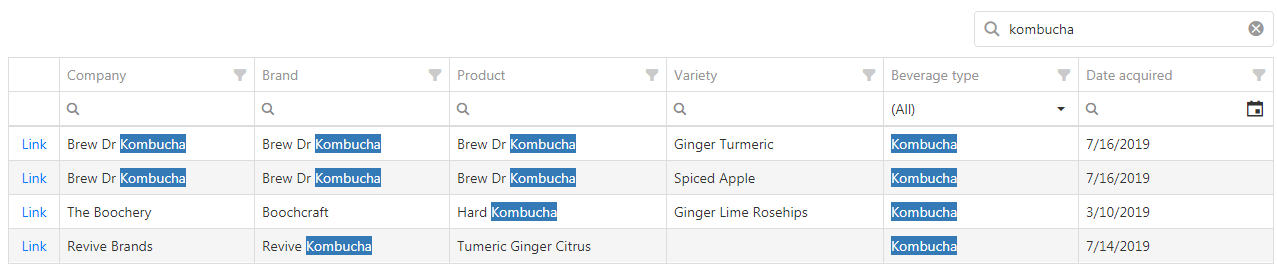 kombucha
Company Brand Product Variety Beverage type Date acquired
(All)
Link Brew Dr Kombucha Brew Dr Kombucha Brew Dr Kombucha Ginger Turmeric Kombucha 7/16/2019
Link Brew Dr Kombucha Brew Dr Kombucha Brew Dr Kombucha Spiced Apple Kombucha 7/16/2019
Link The Boochery Boochcraft Hard Kombucha Ginger Lime Rosehips Kombucha 3/10/2019
Link Revive Brands Revive Kombucha Tumeric Ginger Citrus Kombucha 7/14/2019